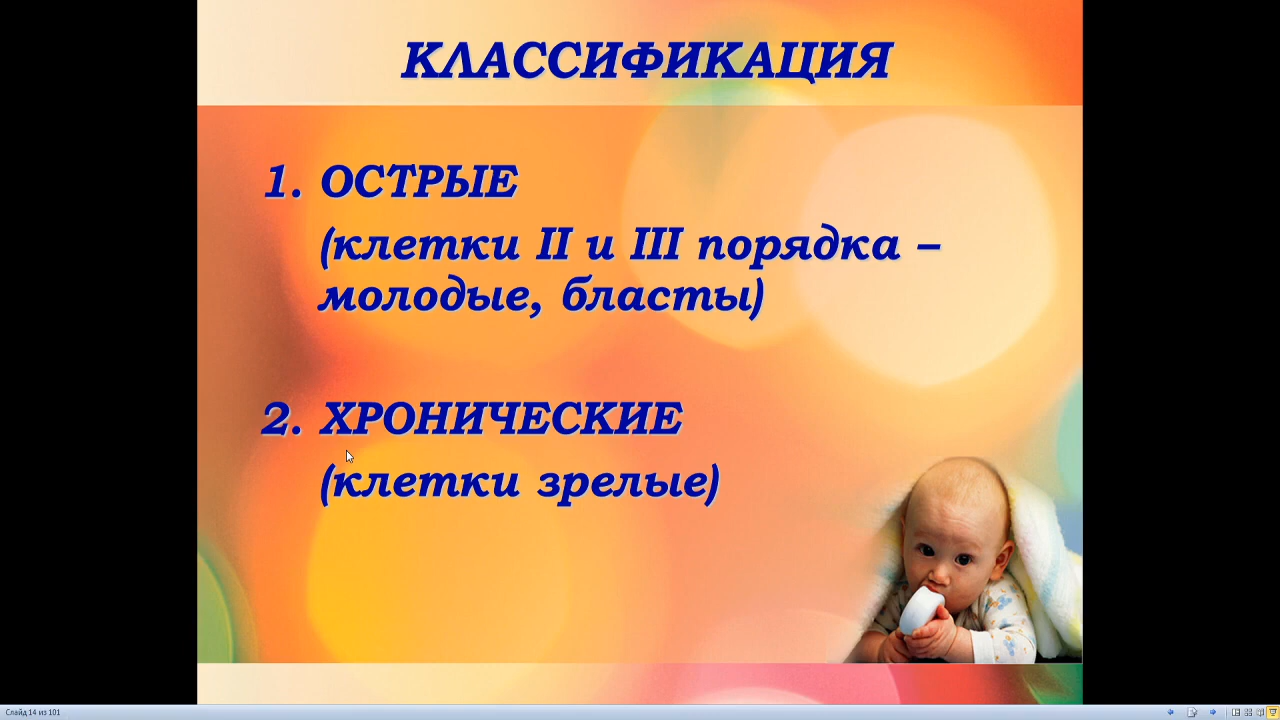 КЛАССИФИКАЦИЯ
1. ОСТРЫЕ
(клетки II и III порядка –
молодые, бласты)
2. ХРОНИЧЕСКИЕ
(клетки зрелые)
Слайд 14 из 101